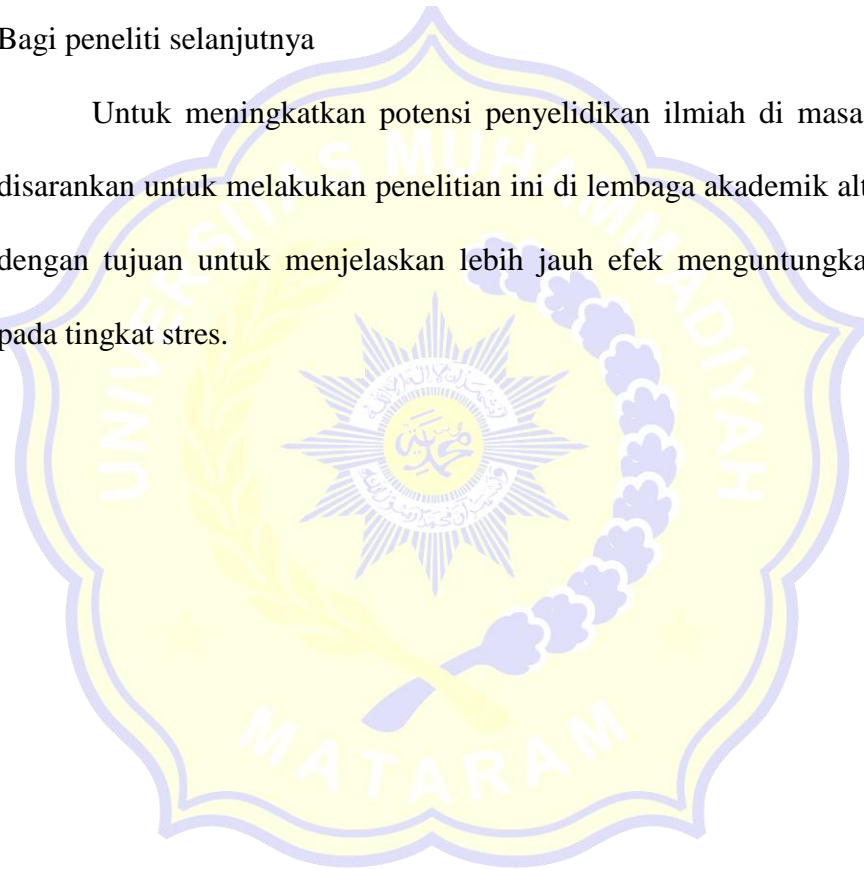 Bagi peneliti selanjutnya
Untuk meningkatkan potensi penyelidikan ilmiah di masa
disarankan untuk melakukan penelitian ini di lembaga akademik
dengan tujuan untuk menjelaskan lebih jauh efek
pada tingkat stres.
UNIVERSITAS MUHAMMADIYAH
MATARAM